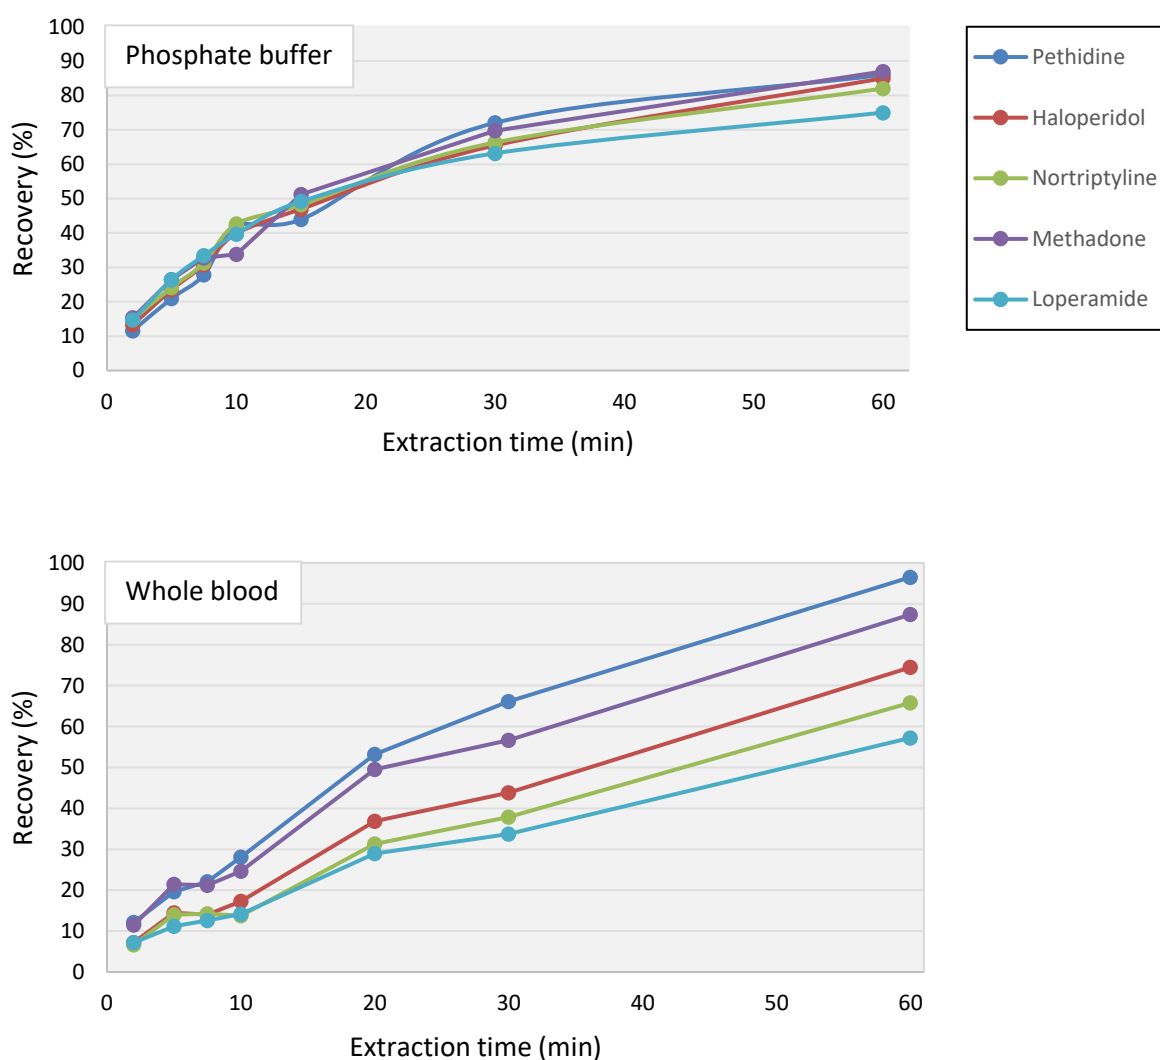 Phosphate buffer
Recovery (%)
100
90
80
70
60
50
40
30
20
10
0
0 10 20 30 40 50 60
Extraction time (min)
Pethidine
Haloperidol
Nortriptyline
Methadone
Loperamide
Whole blood
Recovery (%)
100
90
80
70
60
50
40
30
20
10
0
0 10 20 30 40 50 60
Extraction time (min)